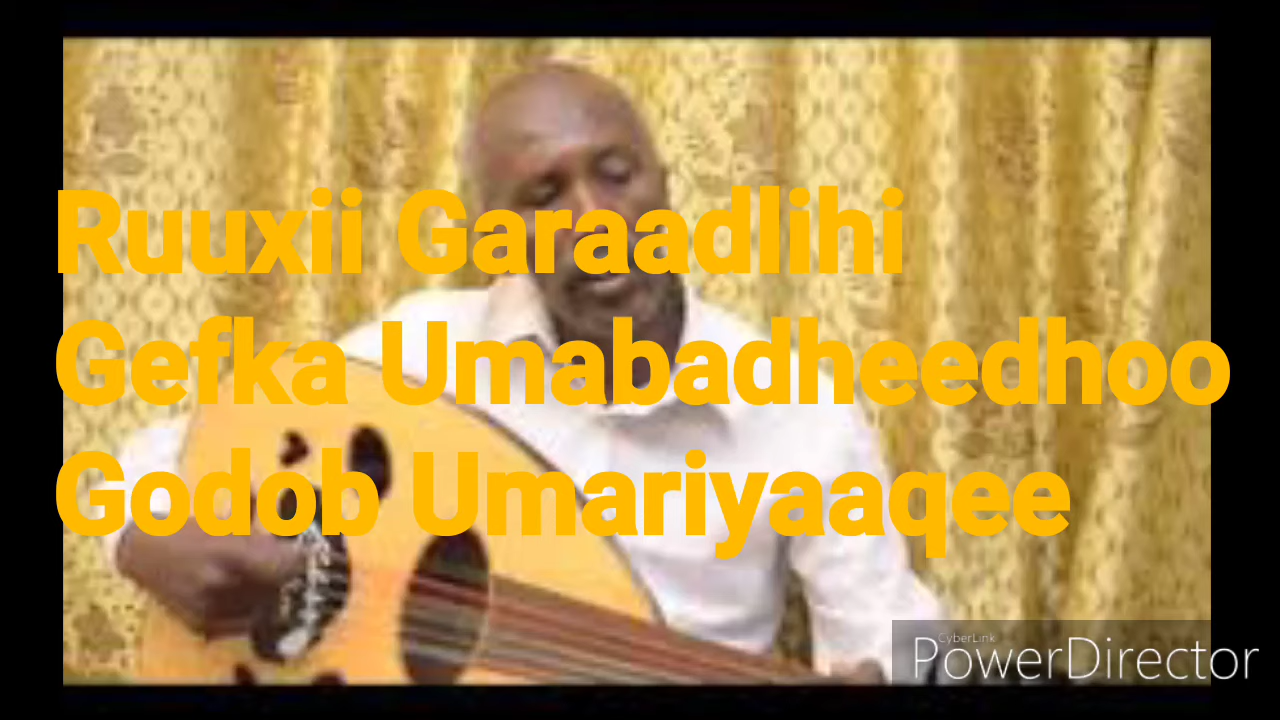 Ruuxii Garaadlihi
Gefka Umabadheedhoo
Godob Umariyaaqee
CyberLink
PowerDirector